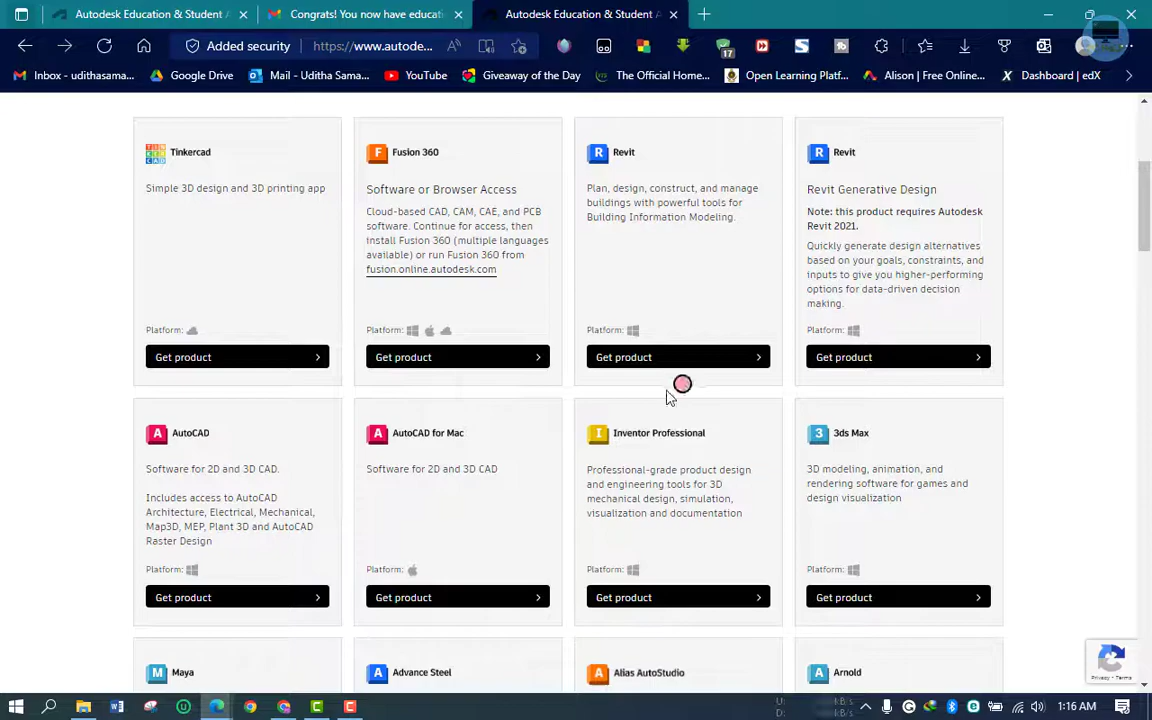 Autodesk Education & Student A
Congrats! You now have educati
Autodesk Education & Student A
Added security
https://www.autode...
17
Inbox - udithasama...
Google Drive
Mail - Uditha Sama...
YouTube
Giveaway of the Day
The Official Home...
Open Learning Platf...
Alison | Free Online...
Dashboard | edX
Tinkercad
Simple 3D design and 3D printing app
Platform:
Get product
Fusion 360
Software or Browser Access
Cloud-based CAD, CAM, CAE, and PCB
software. Continue for access, then
install Fusion 360 (multiple languages
available) or run Fusion 360 from
fusion.online.autodesk.com
Platform:
Get product
Revit
Plan, design, construct, and manage
buildings with powerful tools for
Building Information Modeling.
Platform:
Get product
Revit
Revit Generative Design
Note: this product requires Autodesk
Revit 2021.
Quickly generate design alternatives
based on your goals, constraints, and
inputs to give you higher-performing
options for data-driven decision
making.
Platform:
Get product
AutoCAD
Software for 2D and 3D CAD.
Includes access to AutoCAD
Architecture, Electrical, Mechanical,
Map3D, MEP, Plant 3D and AutoCAD
Raster Design
Platform:
Get product
AutoCAD for Mac
Software for 2D and 3D CAD
Platform:
Get product
Inventor Professional
Professional-grade product design
and engineering tools for 3D
mechanical design, simulation,
visualization and documentation
Platform:
Get product
3ds Max
3D modeling, animation, and
rendering software for games and
design visualization
Platform:
Get product
Maya
Advance Steel
Alias AutoStudio
Arnold
Privacy - Terms
U:
D:
kB/s
kB/s
1:16 AM